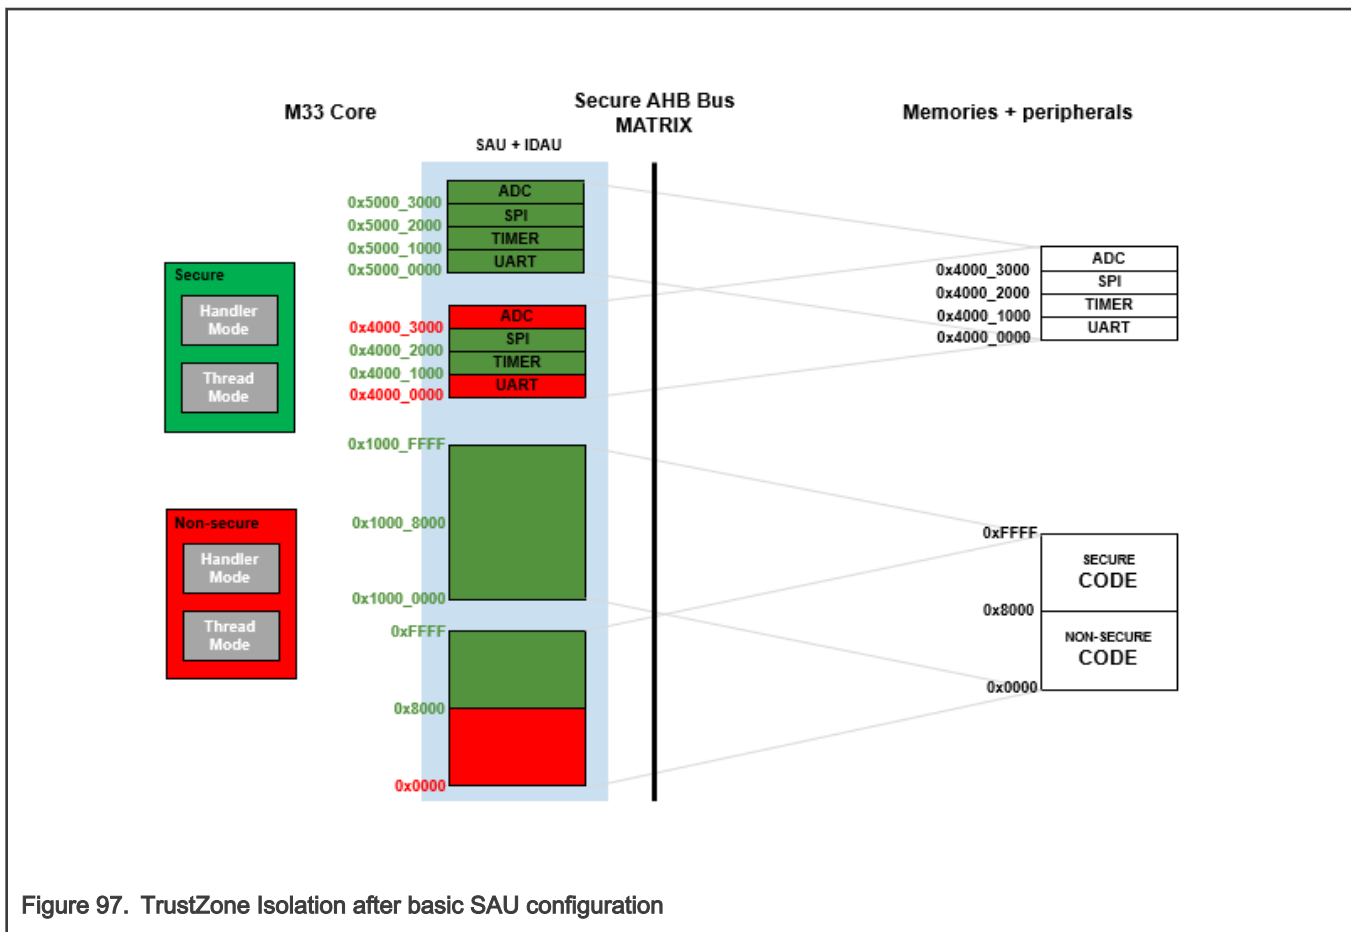 M33 Core
Secure AHB Bus
MATRIX
Memories + peripherals
SAU + IDAU
ADC
0x5000_3000
SPI
0x5000_2000
TIMER
0x5000_1000
UART
0x5000_0000
ADC
0x4000_3000
SPI
0x4000_2000
TIMER
0x4000_1000
UART
0x4000_0000
Secure
Handler
Mode
Thread
Mode
ADC
0x4000_3000
SPI
0x4000_2000
TIMER
0x4000_1000
UART
0x4000_0000
0x1000_FFFF
0x1000_8000
0x1000_0000
0xFFFF
0x8000
0x0000
Non-secure
Handler
Mode
Thread
Mode
0xFFFF
SECURE
CODE
0x8000
NON-SECURE
CODE
0x0000
Figure 97. TrustZone Isolation after basic SAU configuration